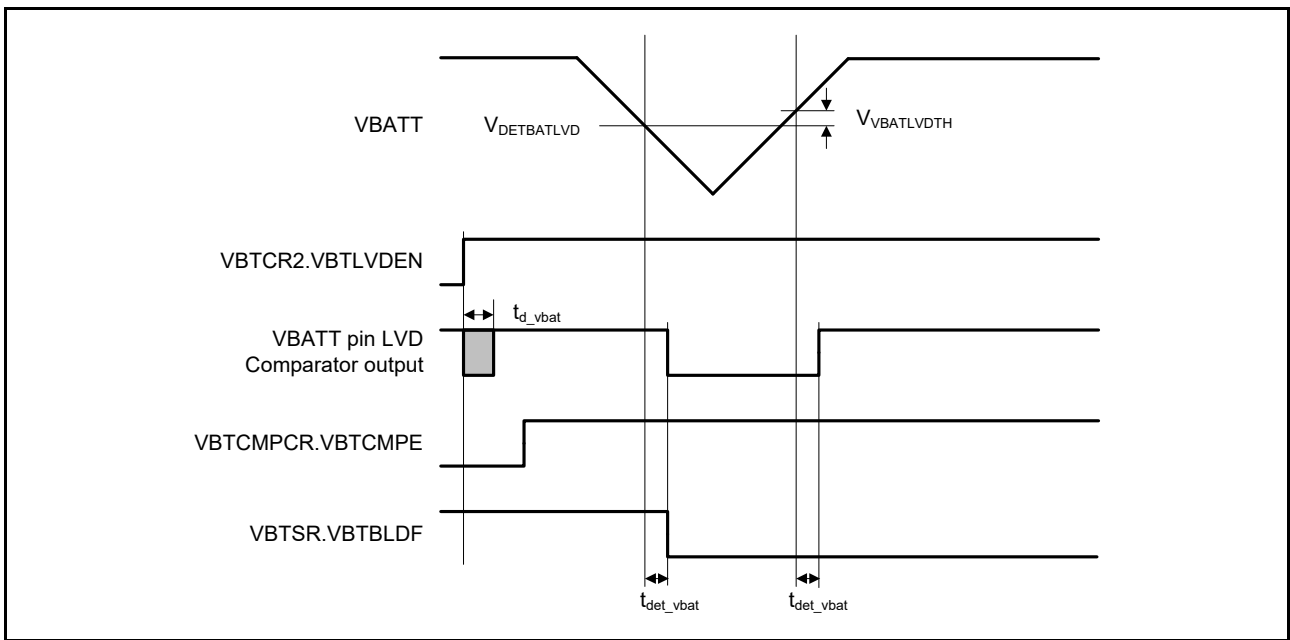 VBATT
VDETBATLVD
VVBATLVDTH
VBTCR2.VBTLVDEN
td_vbat
VBATT pin LVD
Comparator output
VBTCMPCR.VBTCMPE
VBTSR.VBTBLDF
tdet_vbat
tdet_vbat